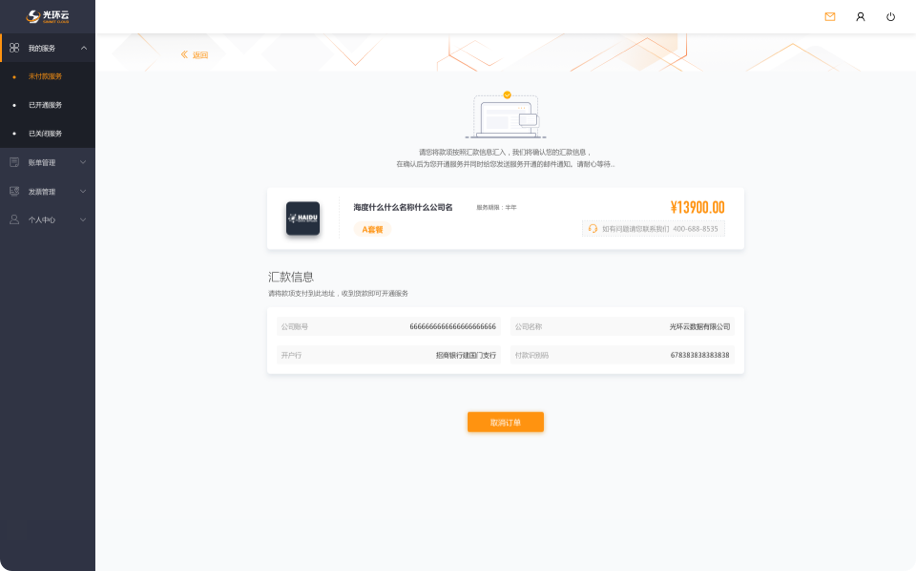 光环云
我的服务
未付款服务
已开通服务
已关闭服务
账单管理
发票管理
个人中心
返回
请您将款项按照汇款信息汇入，我们将确认您的汇款信息，
在确认后为您开通服务并同时给您发送服务开通的邮件通知。请耐心等待..
HAIDU
海度什么什么名称什么公司名
服务期限：半年
¥13900.00
A套餐
如有问题请您联系我们 400-688-8535
汇款信息
请将款项支付到此地址，收到货款即可开通服务
公司账号
6666666666666666666666
公司名称
光环云数据有限公司
开户行
招商银行建国门支行
付款识别码
678383838383838
取消订单